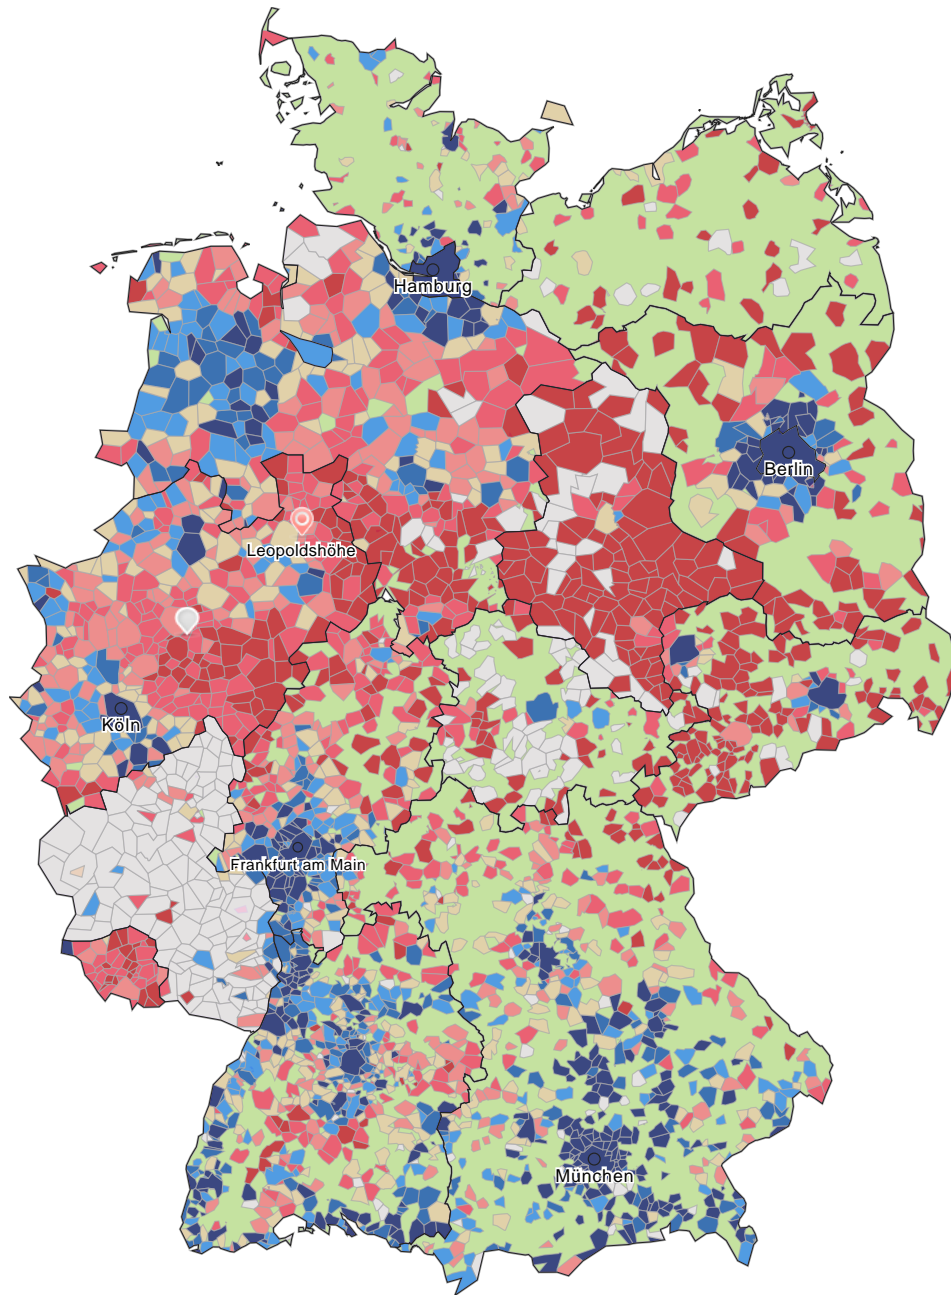 Hamburg
Berlin
Leopoldshöhe
Köln
Frankfurt am Main
München